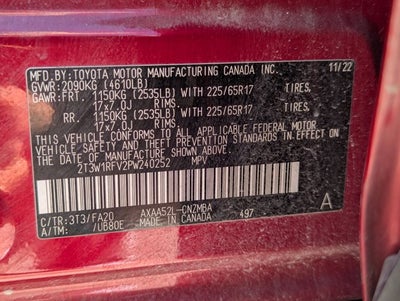 MFD.BY: TOYOTA MOTOR MANUFACTURING CANADA INC. 11/22
GVWR: 2090KG (4610LB)
GAWR: FRT. 1150KG (2535LB) WITH 225/65R17 TIRES,
17x7.0J RIMS.
RR. 1150KG (2535LB) WITH 225/65R17 TIRES,
17x7.0J RIMS.
THIS VEHICLE CONFORMS TO ALL APPLICABLE FEDERAL MOTOR
VEHICLE SAFETY AND THEFT PREVENTION STANDARDS IN
EFFECT ON THE DATE OF MANUFACTURE SHOWN ABOVE.
2T3W1RFV2PW240252 MPV
C/TR: 3T3/FA20 AXAA52L-CNZMBA A
A/TM: /UB80E MADE IN CANADA 497